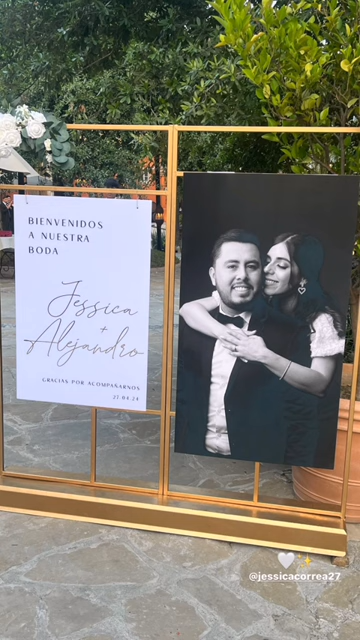 BIENVENIDOS
A NUESTRA
BODA
Jessica
+
Alejandro
GRACIAS POR ACOMPAÑARNOS
27.04.24
@jessicacorrea27